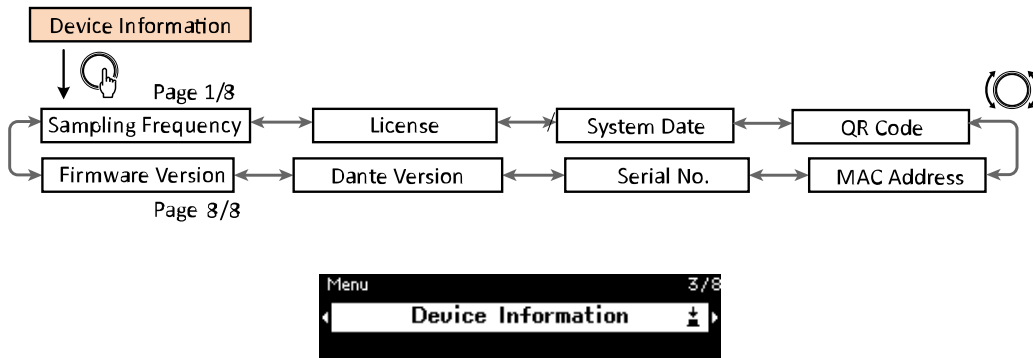 Device Information
Page 1/8
Sampling Frequency
License
System Date
QR Code
Firmware Version
Dante Version
Serial No.
MAC Address
Page 8/8
Menu 3/8
Device Information